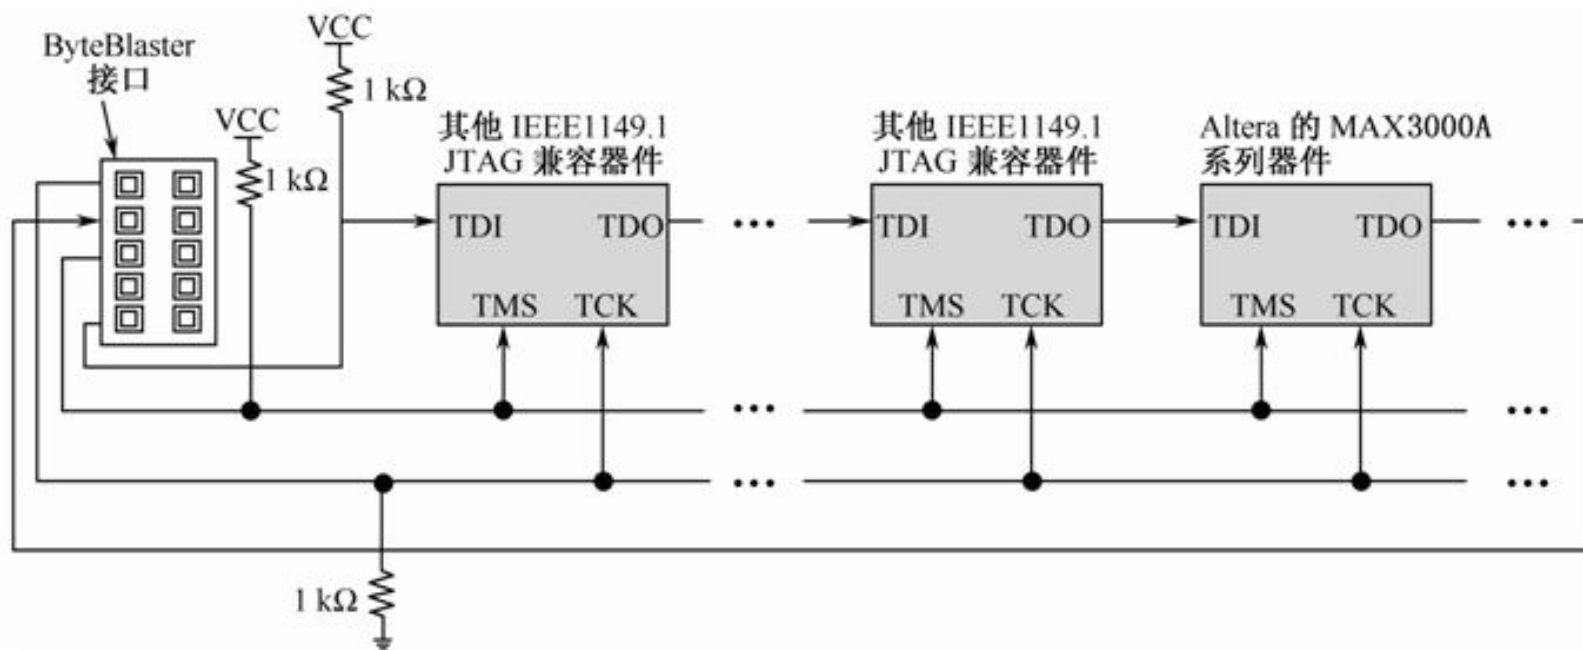 VCC
ByteBlaster
接口
1 kΩ
VCC
1 kΩ
其他 IEEE1149.1
JTAG 兼容器件
其他 IEEE1149.1
JTAG 兼容器件
Altera 的 MAX3000A
系列器件
TDI TDO ••• TDI TDO TDI TDO •••
TMS TCK TMS TCK TMS TCK
••• •••
••• •••
1 kΩ